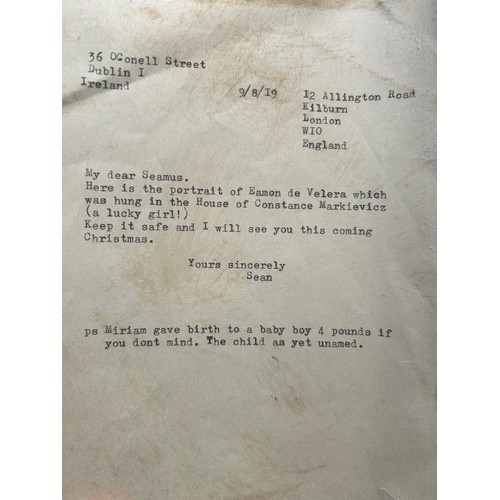 36 OConell Street
Dublin I
Ireland
9/8/19
I2 Allington Road
Kilburn
London
WIO
England
My dear Seamus.
Here is the portrait of Eamon de Velera which
was hung in the House of Constance Markievicz
(a lucky girl!)
Keep it safe and I will see you this coming
Christmas.
Yours sincerely
Sean
ps Miriam gave birth to a baby boy 4 pounds if
you dont mind. The child as yet unamed.